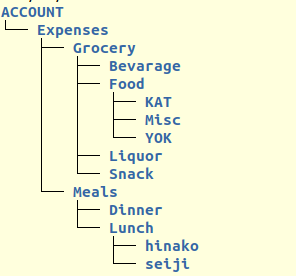 ACCOUNT
Expenses
Grocery
Bevarage
Food
KAT
Misc
YOK
Liquor
Snack
Meals
Dinner
Lunch
hinako
seiji